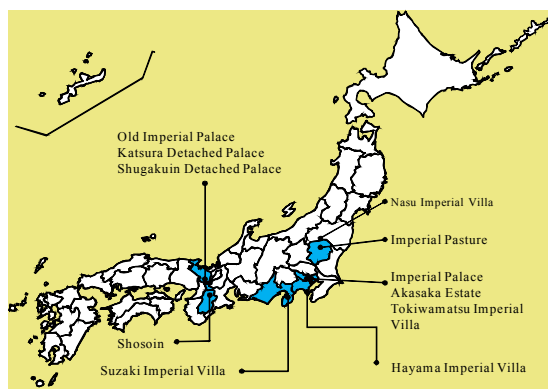 Old Imperial Palace
Katsura Detached Palace
Shugakuin Detached Palace
Nasu Imperial Villa
Imperial Pasture
Imperial Palace
Akasaka Estate
Tokiwamatsu Imperial
Villa
Shosoin
Suzaki Imperial Villa
Hayama Imperial Villa